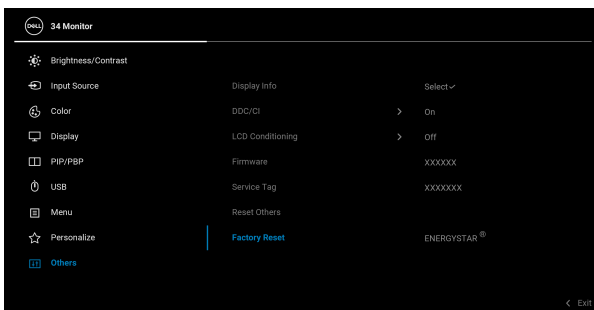 DELL 34 Monitor
Brightness/Contrast
Input Source Display Info Select✓
Color DDC/CI > On
Display LCD Conditioning > Off
PIP/PBP Firmware XXXXXX
USB Service Tag XXXXXXX
Menu Reset Others
Personalize Factory Reset ENERGYSTAR ®
Others
< Exit